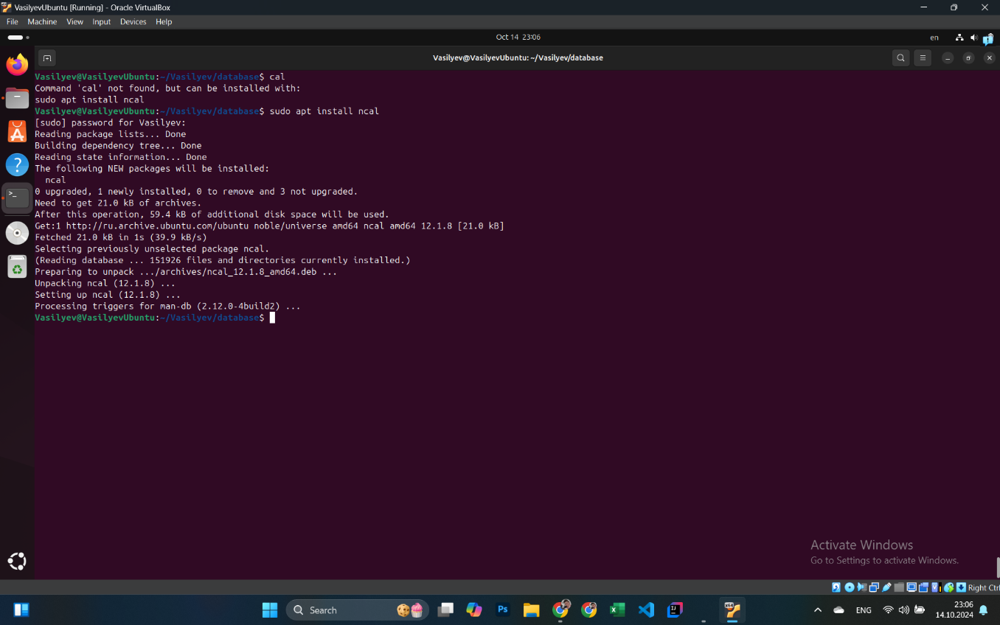 VasilyevUbuntu [Running] - Oracle VirtualBox
File Machine View Input Devices Help
Oct 14 23:06
en
Vasilyev@VasilyevUbuntu: ~/Vasilyev/database
Vasilyev@VasilyevUbuntu:~/Vasilyev/database$ cal
Command 'cal' not found, but can be installed with:
sudo apt install ncal
Vasilyev@VasilyevUbuntu:~/Vasilyev/database$ sudo apt install ncal
[sudo] password for Vasilyev:
Reading package lists... Done
Building dependency tree... Done
Reading state information... Done
The following NEW packages will be installed:
  ncal
0 upgraded, 1 newly installed, 0 to remove and 3 not upgraded.
Need to get 21.0 kB of archives.
After this operation, 59.4 kB of additional disk space will be used.
Get:1 http://ru.archive.ubuntu.com/ubuntu noble/universe amd64 ncal amd64 12.1.8 [21.0 kB]
Fetched 21.0 kB in 1s (39.9 kB/s)
Selecting previously unselected package ncal.
(Reading database ... 151926 files and directories currently installed.)
Preparing to unpack .../archives/ncal_12.1.8_amd64.deb ...
Unpacking ncal (12.1.8) ...
Setting up ncal (12.1.8) ...
Processing triggers for man-db (2.12.0-4build2) ...
Vasilyev@VasilyevUbuntu:~/Vasilyev/database$
Activate Windows
Go to Settings to activate Windows.
Right Ctrl
Search
Ps
ENG
23:06
14.10.2024